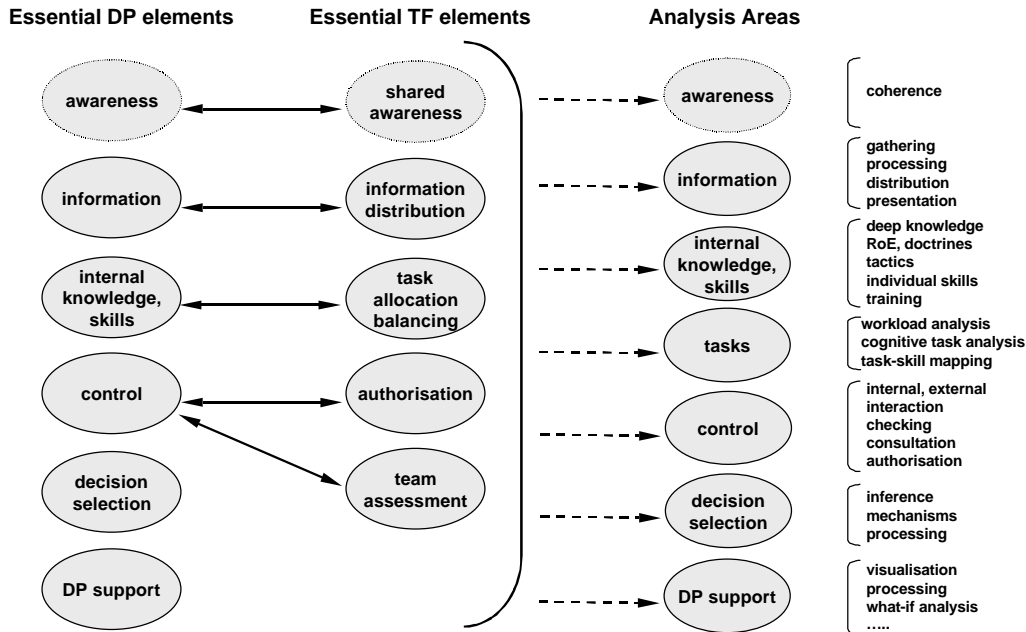 Essential DP elements
Essential TF elements
Analysis Areas
awareness
information
internal
knowledge,
skills
control
decision
selection
DP support
shared
awareness
information
distribution
task
allocation
balancing
authorisation
team
assessment
awareness
information
internal
knowledge,
skills
tasks
control
decision
selection
DP support
coherence
gathering
processing
distribution
presentation
deep knowledge
RoE, doctrines
tactics
individual skills
training
workload analysis
cognitive task analysis
task-skill mapping
internal, external
interaction
checking
consultation
authorisation
inference
mechanisms
processing
visualisation
processing
what-if analysis
.....